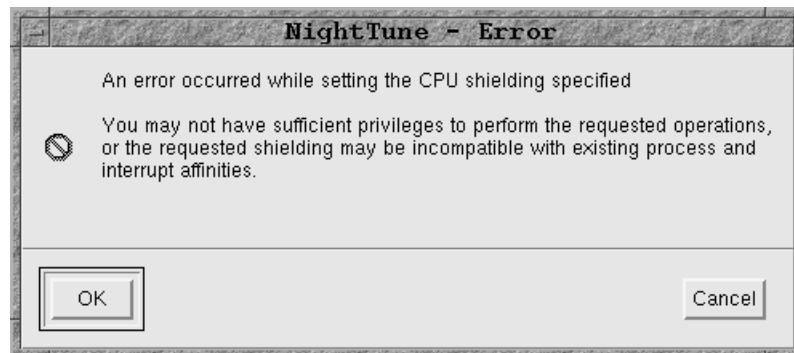 NightTune - Error
An error occurred while setting the CPU shielding specified
You may not have sufficient privileges to perform the requested operations,
or the requested shielding may be incompatible with existing process and
interrupt affinities.
OK
Cancel